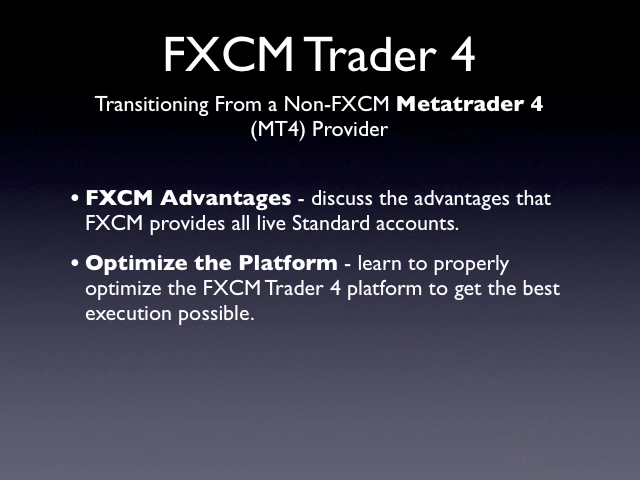 FXCM Trader 4
Transitioning From a Non-FXCM Metatrader 4
(MT4) Provider
• FXCM Advantages - discuss the advantages that
FXCM provides all live Standard accounts.
• Optimize the Platform - learn to properly
optimize the FXCM Trader 4 platform to get the best
execution possible.